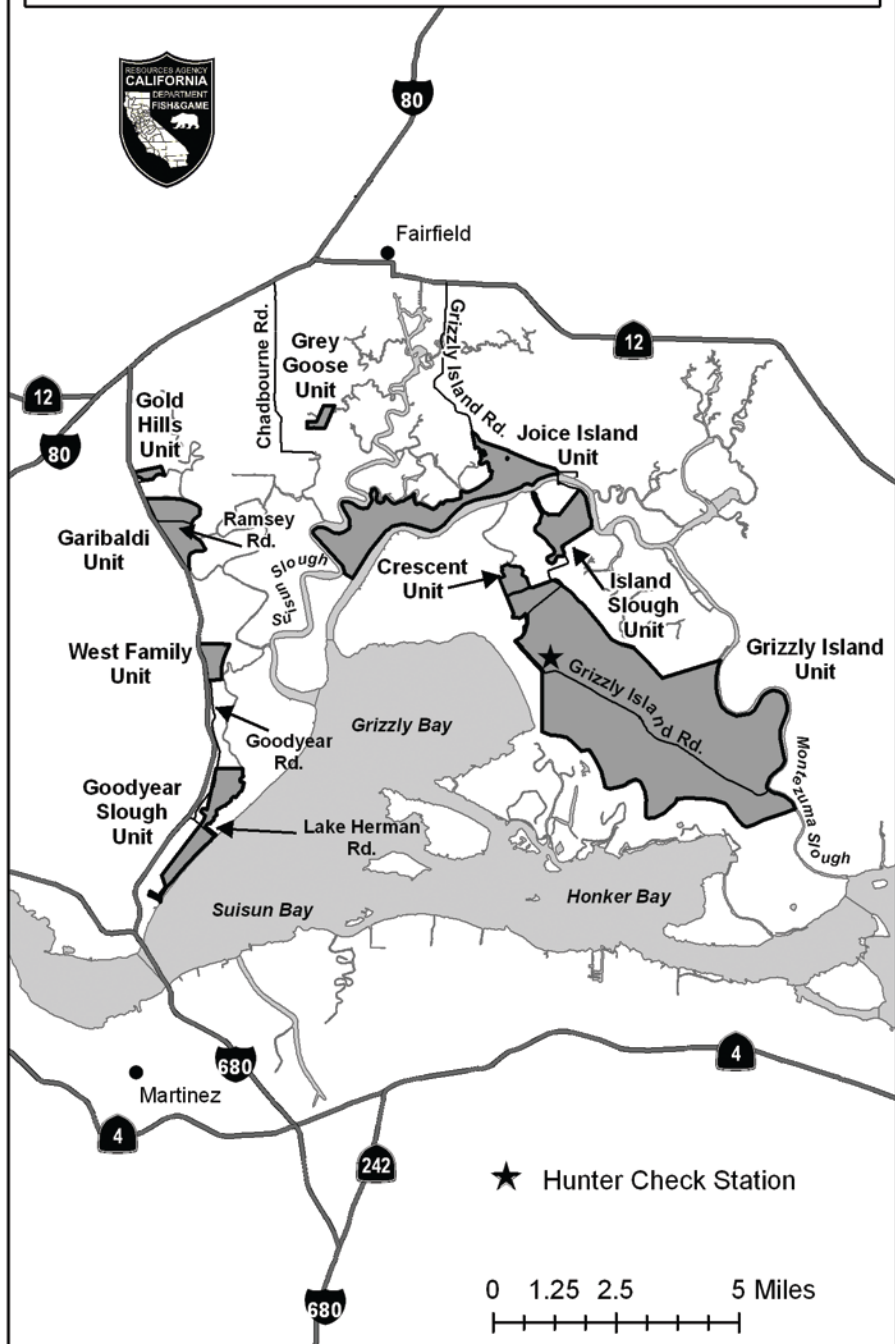 RESOURCES AGENCY
CALIFORNIA
DEPARTMENT
FISH&GAME
80
Fairfield
Chadbourne Rd.
Grizzly Island Rd.
12
Grey
Goose
Unit
12
Gold
Hills
Unit
80
Joice Island
Unit
Ramsey
Rd.
Garibaldi
Unit
Suisun Slough
Crescent
Unit
Island
Slough
Unit
West Family
Unit
Grizzly Island
Unit
Grizzly Island Rd.
Grizzly Bay
Goodyear
Rd.
Montezuma Slough
Goodyear
Slough
Unit
Lake Herman
Rd.
Honker Bay
Suisun Bay
680
4
Martinez
4
242
Hunter Check Station
680
0 1.25 2.5 5 Miles